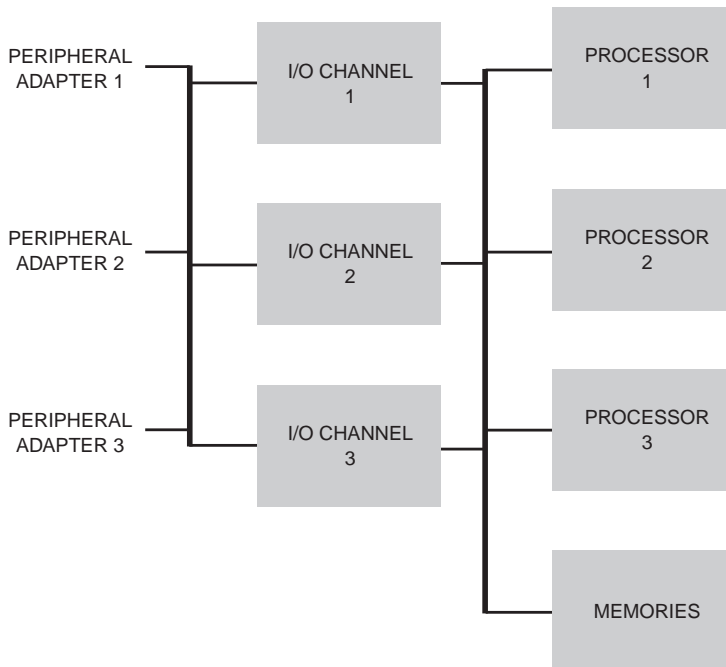 PERIPHERAL
ADAPTER 1
I/O CHANNEL
1
PROCESSOR
1
PERIPHERAL
ADAPTER 2
I/O CHANNEL
2
PROCESSOR
2
PERIPHERAL
ADAPTER 3
I/O CHANNEL
3
PROCESSOR
3
MEMORIES